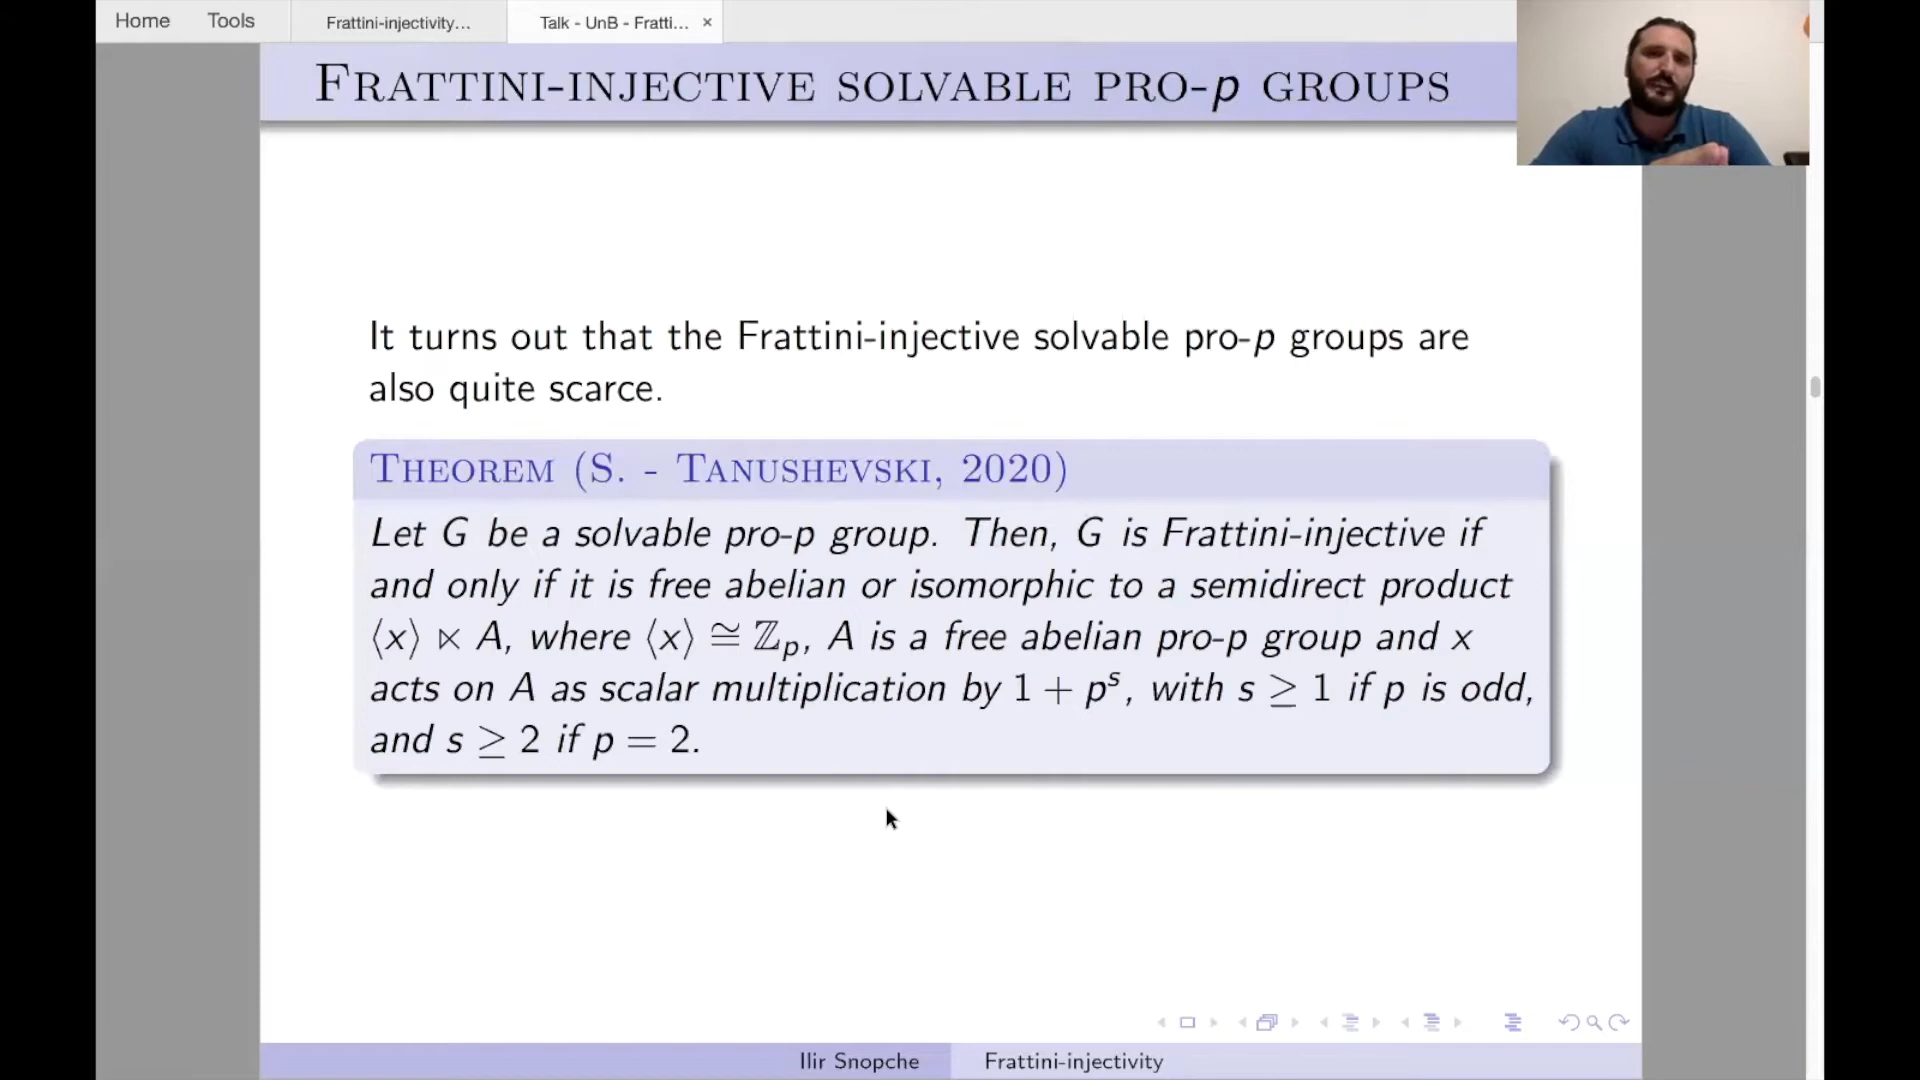 Home Tools Frattini-injectivity... Talk - UnB - Fratti... ×
FRATTINI-INJECTIVE SOLVABLE PRO-p GROUPS
It turns out that the Frattini-injective solvable pro-p groups are
also quite scarce.
THEOREM (S. - TANUSHEVSKI, 2020)
Let G be a solvable pro-p group. Then, G is Frattini-injective if
and only if it is free abelian or isomorphic to a semidirect product
⟨x⟩ ⋉ A, where ⟨x⟩ ≅ ℤₚ, A is a free abelian pro-p group and x
acts on A as scalar multiplication by 1 + pˢ, with s ≥ 1 if p is odd,
and s ≥ 2 if p = 2.
Ilir Snopche Frattini-injectivity